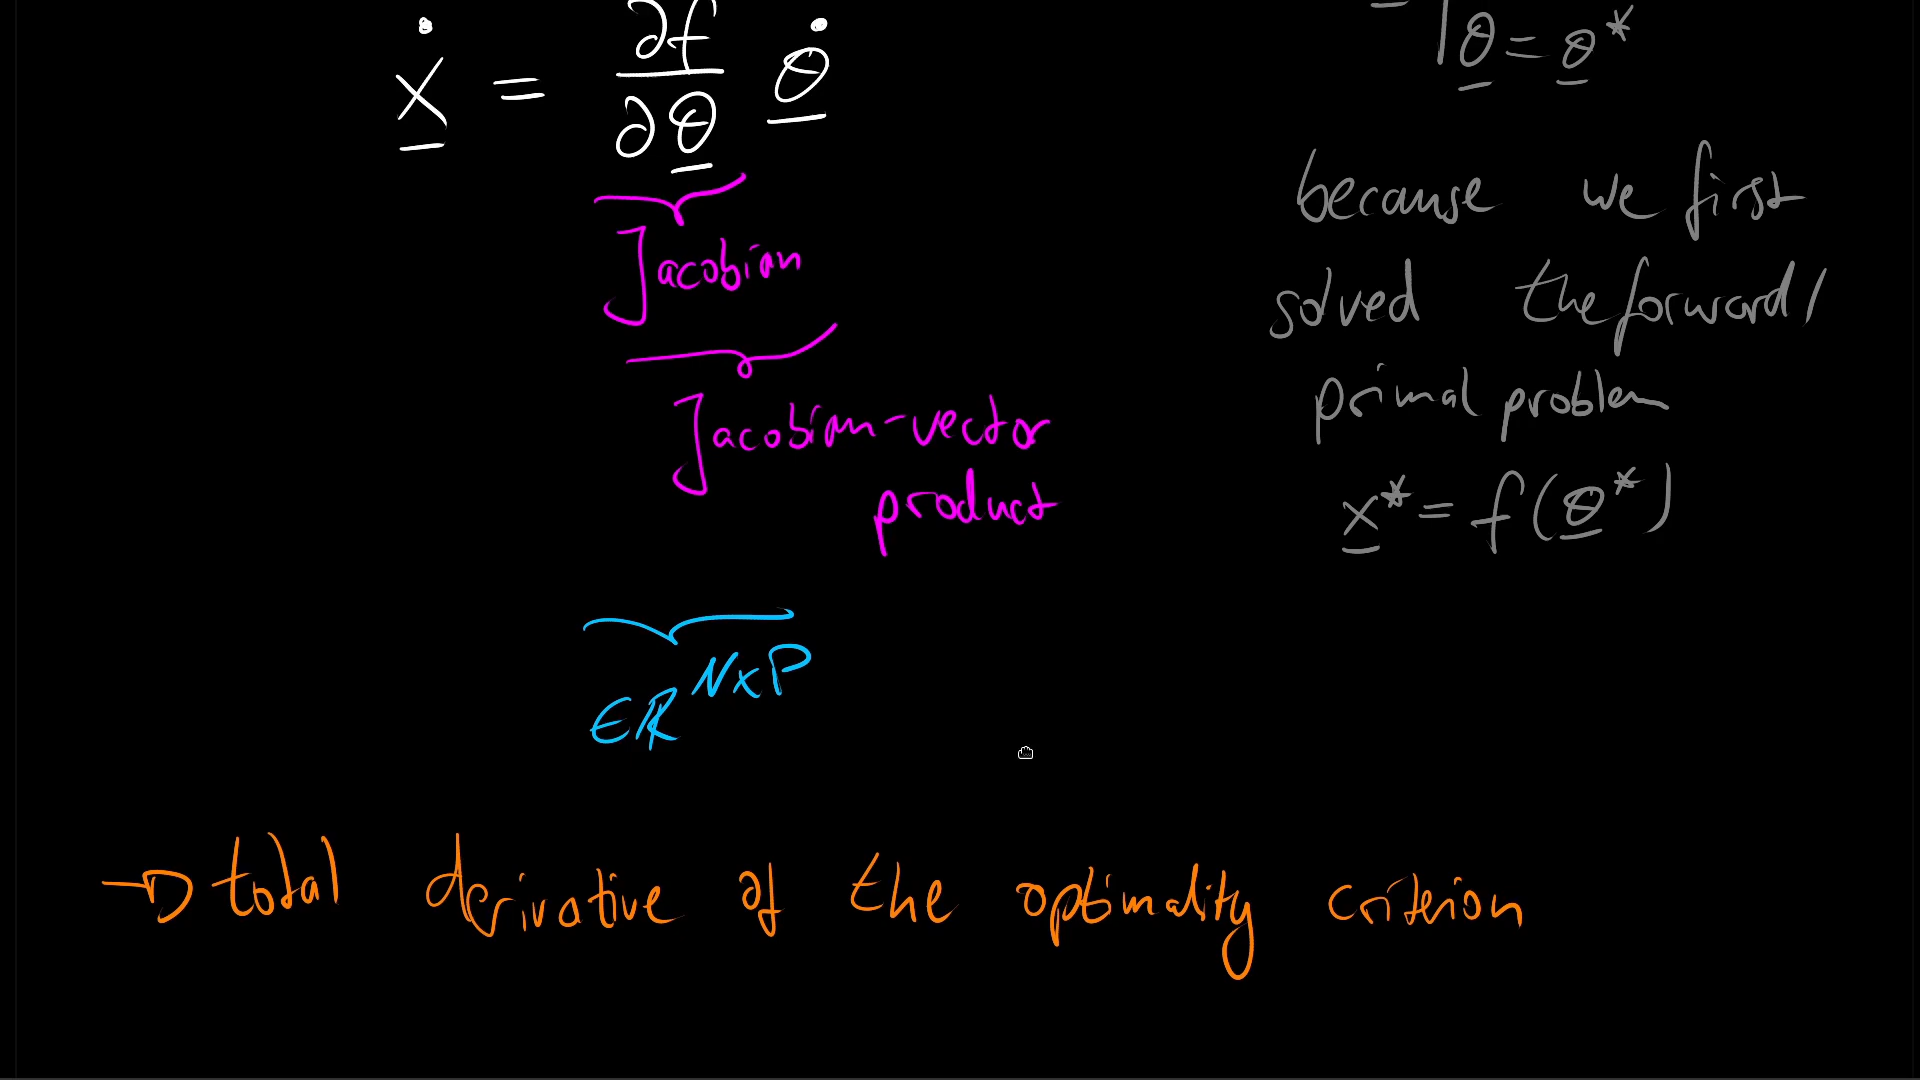 ẋ = ∂f/∂θ θ̇
Jacobian
Jacobian-vector
product
∈ℝ^{N×P}
|θ = θ*
because we first
solved the forward/
primal problem
x* = f(θ*)
→ total derivative of the optimality criterion